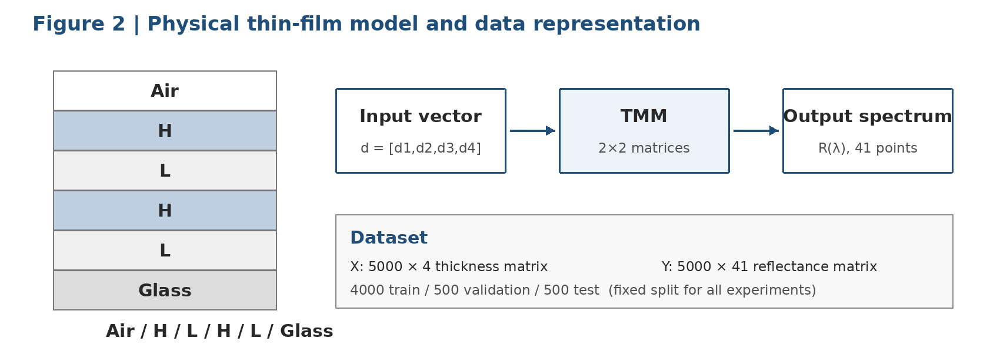 Figure 2 | Physical thin-film model and data representation
Air
H
L
H
L
Glass
Air / H / L / H / L / Glass
Input vector
d = [d1,d2,d3,d4]
TMM
2×2 matrices
Output spectrum
R(λ), 41 points
Dataset
X: 5000 × 4 thickness matrix
Y: 5000 × 41 reflectance matrix
4000 train / 500 validation / 500 test (fixed split for all experiments)